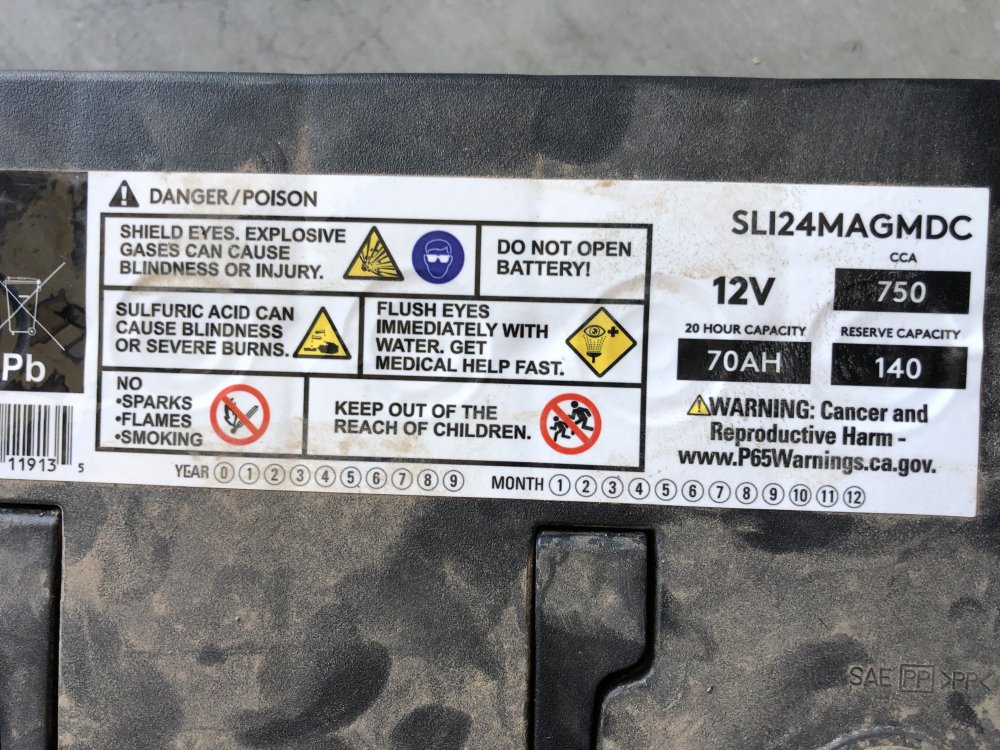 DANGER/POISON
SHIELD EYES. EXPLOSIVE
GASES CAN CAUSE
BLINDNESS OR INJURY.
DO NOT OPEN
BATTERY!
SULFURIC ACID CAN
CAUSE BLINDNESS
OR SEVERE BURNS.
FLUSH EYES
IMMEDIATELY WITH
WATER. GET
MEDICAL HELP FAST.
NO
•SPARKS
•FLAMES
•SMOKING
KEEP OUT OF THE
REACH OF CHILDREN.
YEAR 0 1 2 3 4 5 6 7 8 9 MONTH 1 2 3 4 5 6 7 8 9 10 11 12
SLI24MAGMDC
12V
CCA
750
20 HOUR CAPACITY
70AH
RESERVE CAPACITY
140
WARNING: Cancer and
Reproductive Harm -
www.P65Warnings.ca.gov.
Pb
11913 5
SAE PP >PP<